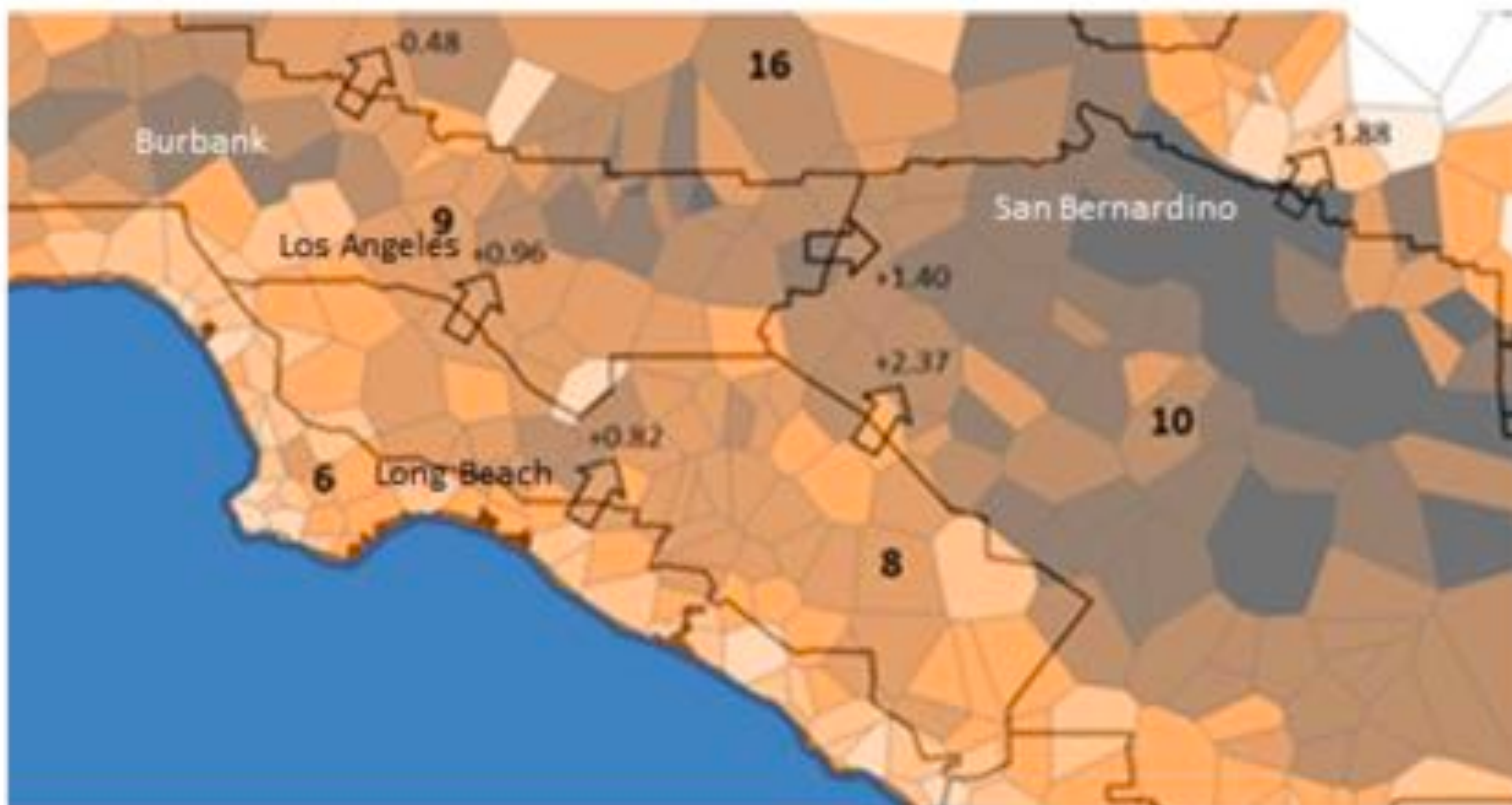 0.48
16
1.88
Burbank
San Bernardino
9
Los Angeles
+0.96
+1.40
+2.37
10
+0.82
6
Long Beach
8